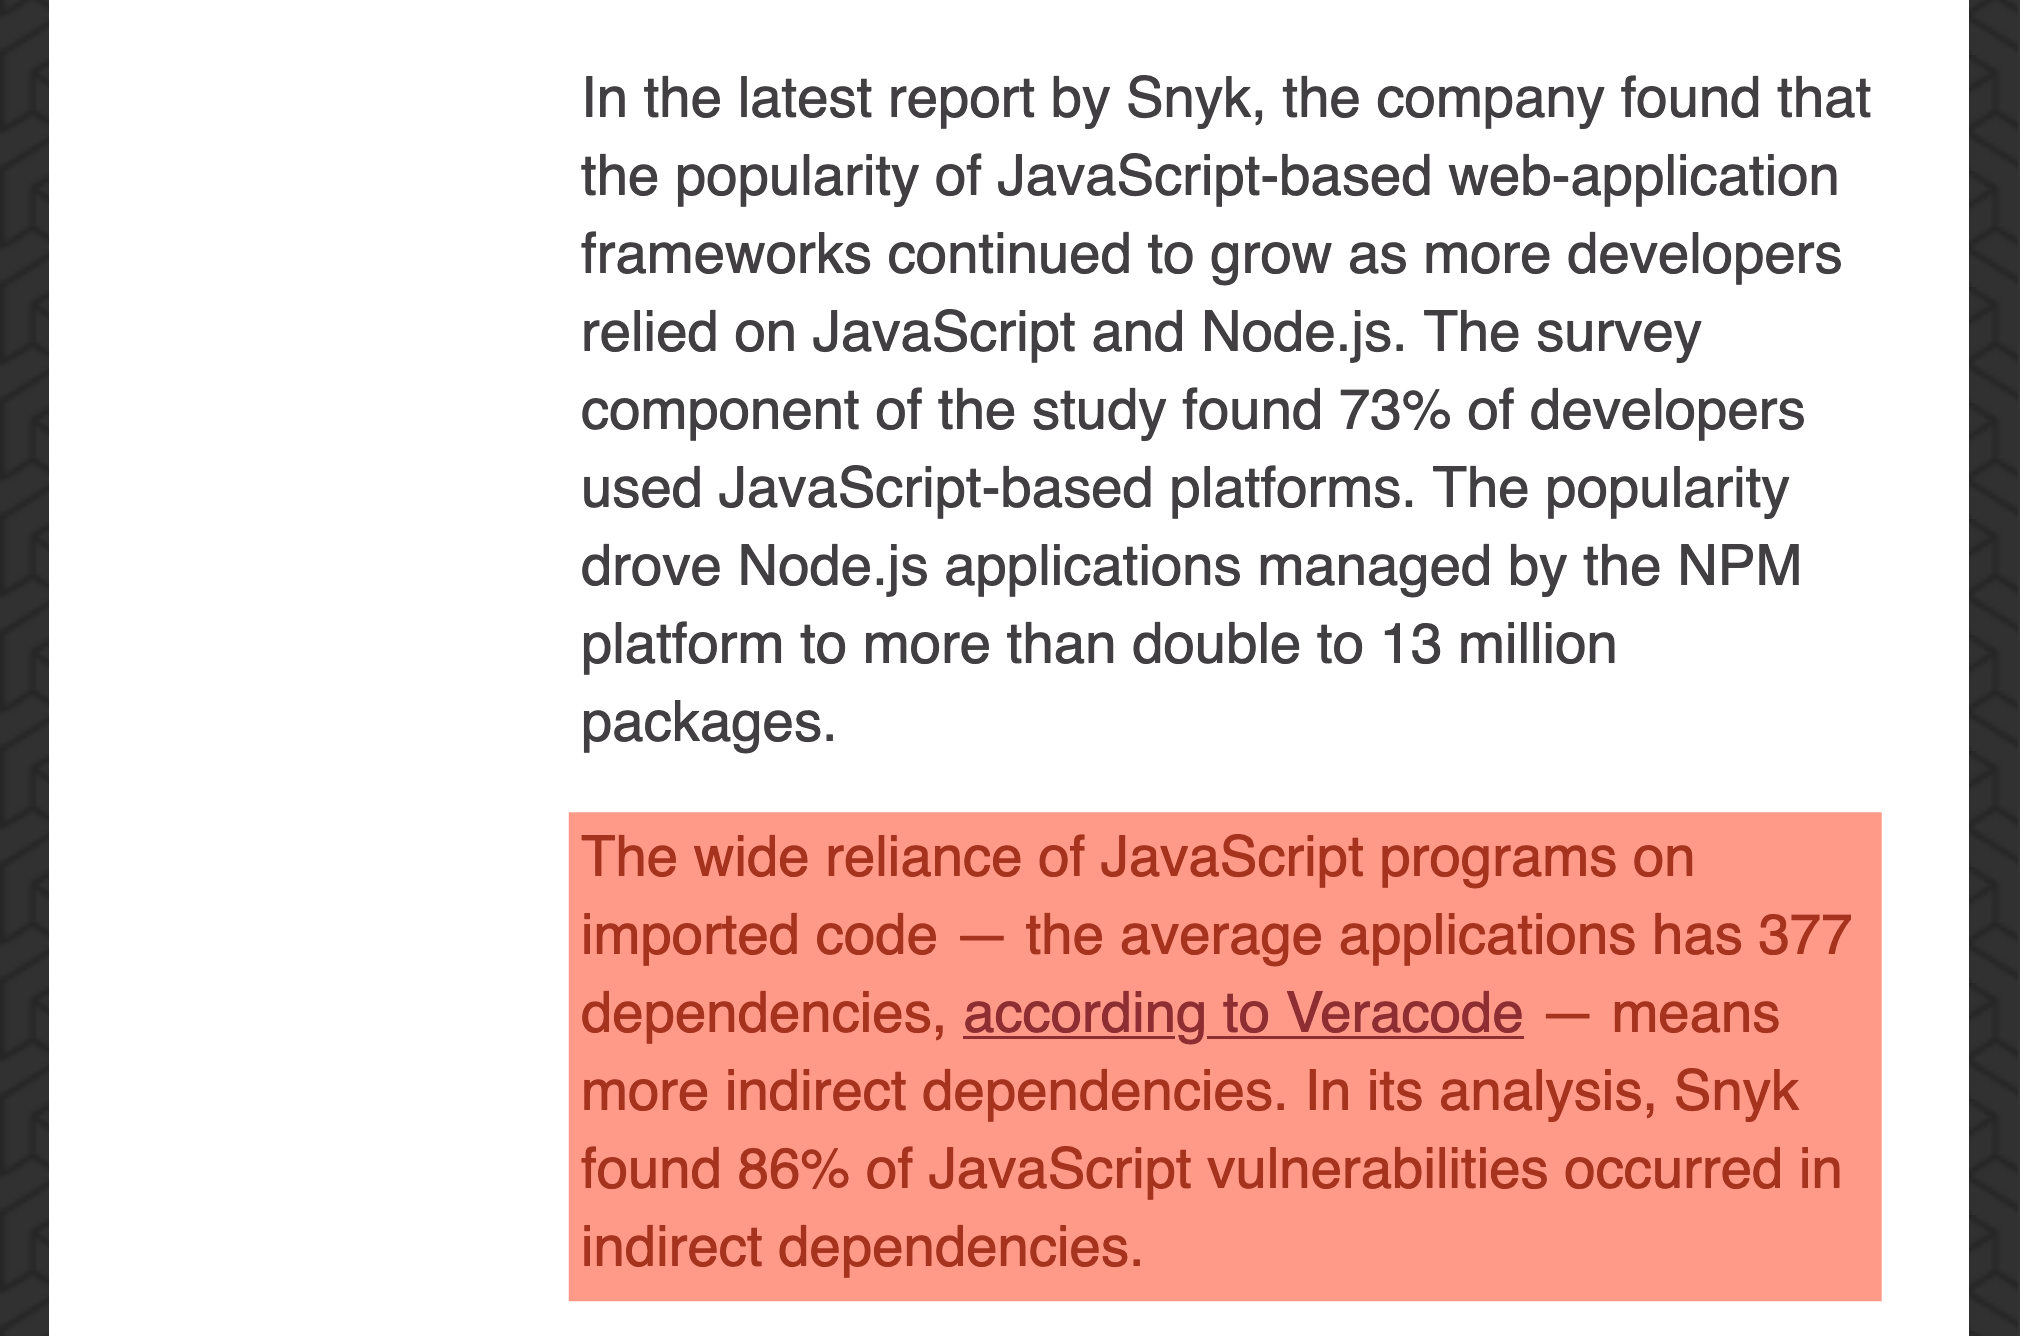 In the latest report by Snyk, the company found that
the popularity of JavaScript-based web-application
frameworks continued to grow as more developers
relied on JavaScript and Node.js. The survey
component of the study found 73% of developers
used JavaScript-based platforms. The popularity
drove Node.js applications managed by the NPM
platform to more than double to 13 million
packages.
The wide reliance of JavaScript programs on
imported code — the average applications has 377
dependencies, according to Veracode — means
more indirect dependencies. In its analysis, Snyk
found 86% of JavaScript vulnerabilities occurred in
indirect dependencies.